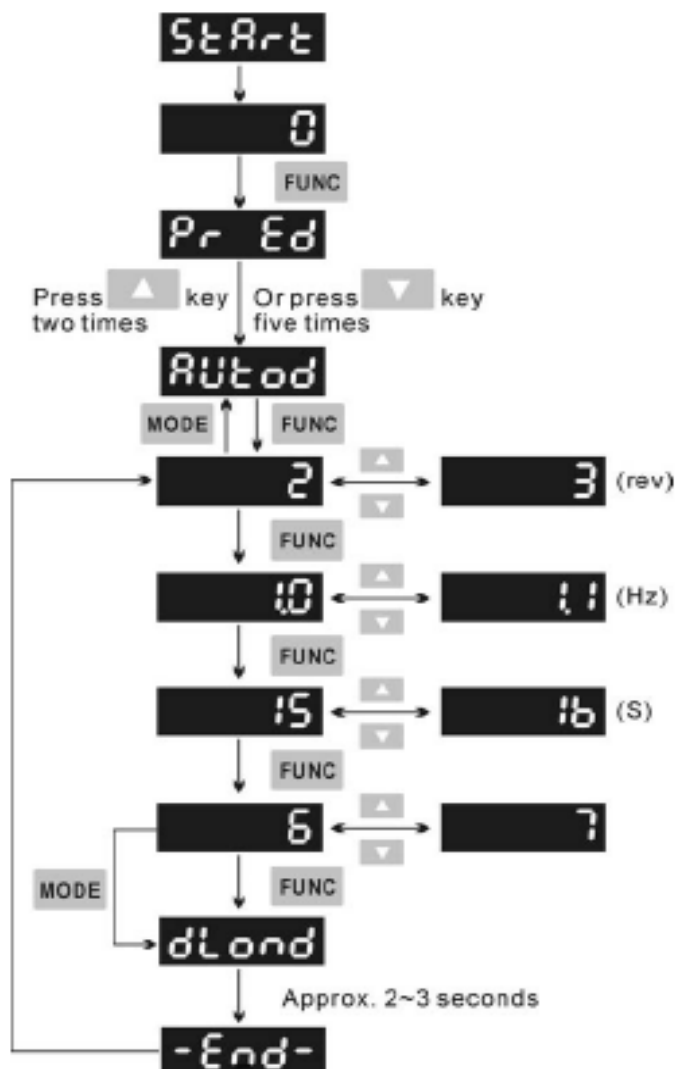 StArt
0
FUNC
Pr Ed
Press ▲ key Or press ▼ key
two times five times
AUtod
MODE FUNC
2 3 (rev)
FUNC
1.0 1.1 (Hz)
FUNC
15 16 (S)
FUNC
6 7
MODE FUNC
dLond
Approx. 2~3 seconds
-End-